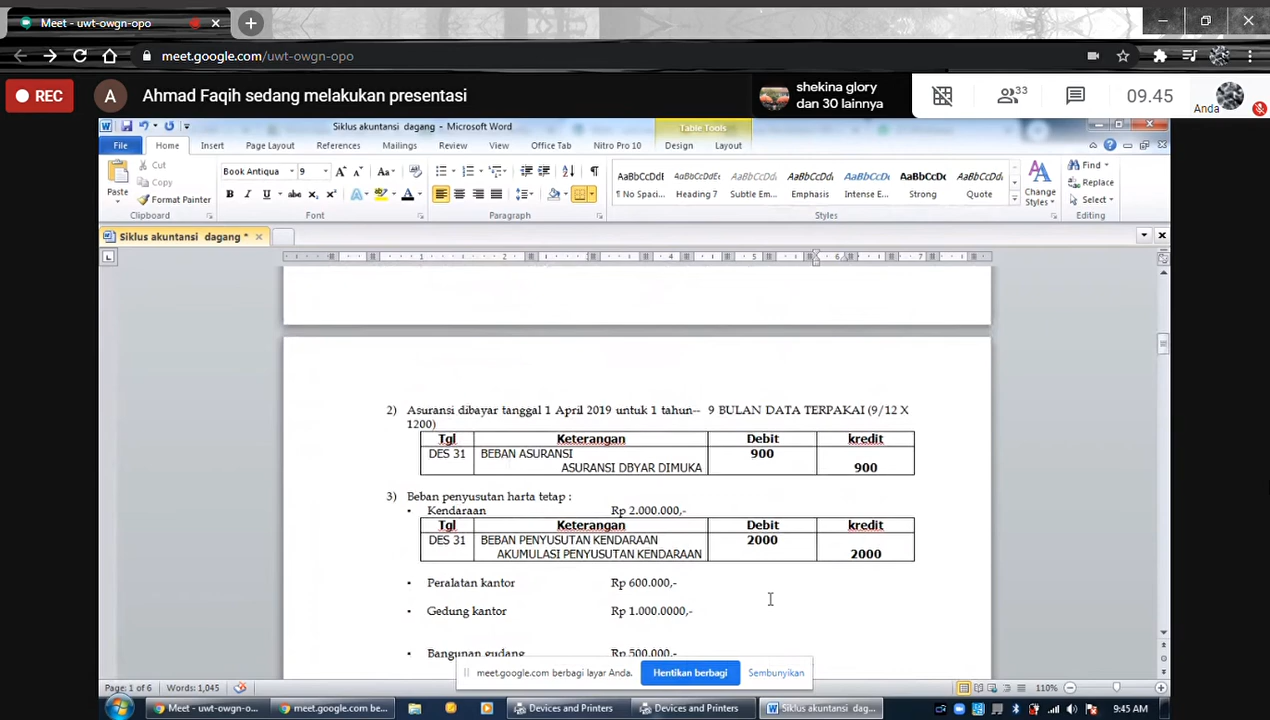 Meet - uwt-owgn-opo
meet.google.com/uwt-owgn-opo
REC
A
Ahmad Faqih sedang melakukan presentasi
shekina glory
dan 30 lainnya
33
09.45
Anda
Siklus akuntansi dagang - Microsoft Word
Table Tools
File Home Insert Page Layout References Mailings Review View Office Tab Nitro Pro 10 Design Layout
Paste
Cut
Copy
Format Painter
Clipboard
Book Antiqua 9
Font
Paragraph
AaBbCcDc AaBbCcDc AaBbCcDc AaBbCcDc AaBbCcDc AaBbCcDc AaBbCcDc
¶ No Spaci... Heading 7 Subtle Em... Emphasis Intense E... Strong Quote
Styles
Change
Styles
Find
Replace
Select
Editing
Siklus akuntansi dagang *
1 2 3 4 5 6 7
2) Asuransi dibayar tanggal 1 April 2019 untuk 1 tahun-- 9 BULAN DATA TERPAKAI (9/12 X
1200)
Tgl Keterangan Debit kredit
DES 31 BEBAN ASURANSI 900
ASURANSI DBYAR DIMUKA 900
3) Beban penyusutan harta tetap :
• Kendaraan Rp 2.000.000,-
Tgl Keterangan Debit kredit
DES 31 BEBAN PENYUSUTAN KENDARAAN 2000
AKUMULASI PENYUSUTAN KENDARAAN 2000
• Peralatan kantor Rp 600.000,-
• Gedung kantor Rp 1.000.0000,-
• Bangunan gudang Rp 500.000,-
meet.google.com berbagi layar Anda. Hentikan berbagi Sembunyikan
Page: 1 of 6 Words: 1,045 110%
Meet - uwt-owgn-o... meet.google.com be... Devices and Printers Devices and Printers Siklus akuntansi dag... 9:45 AM